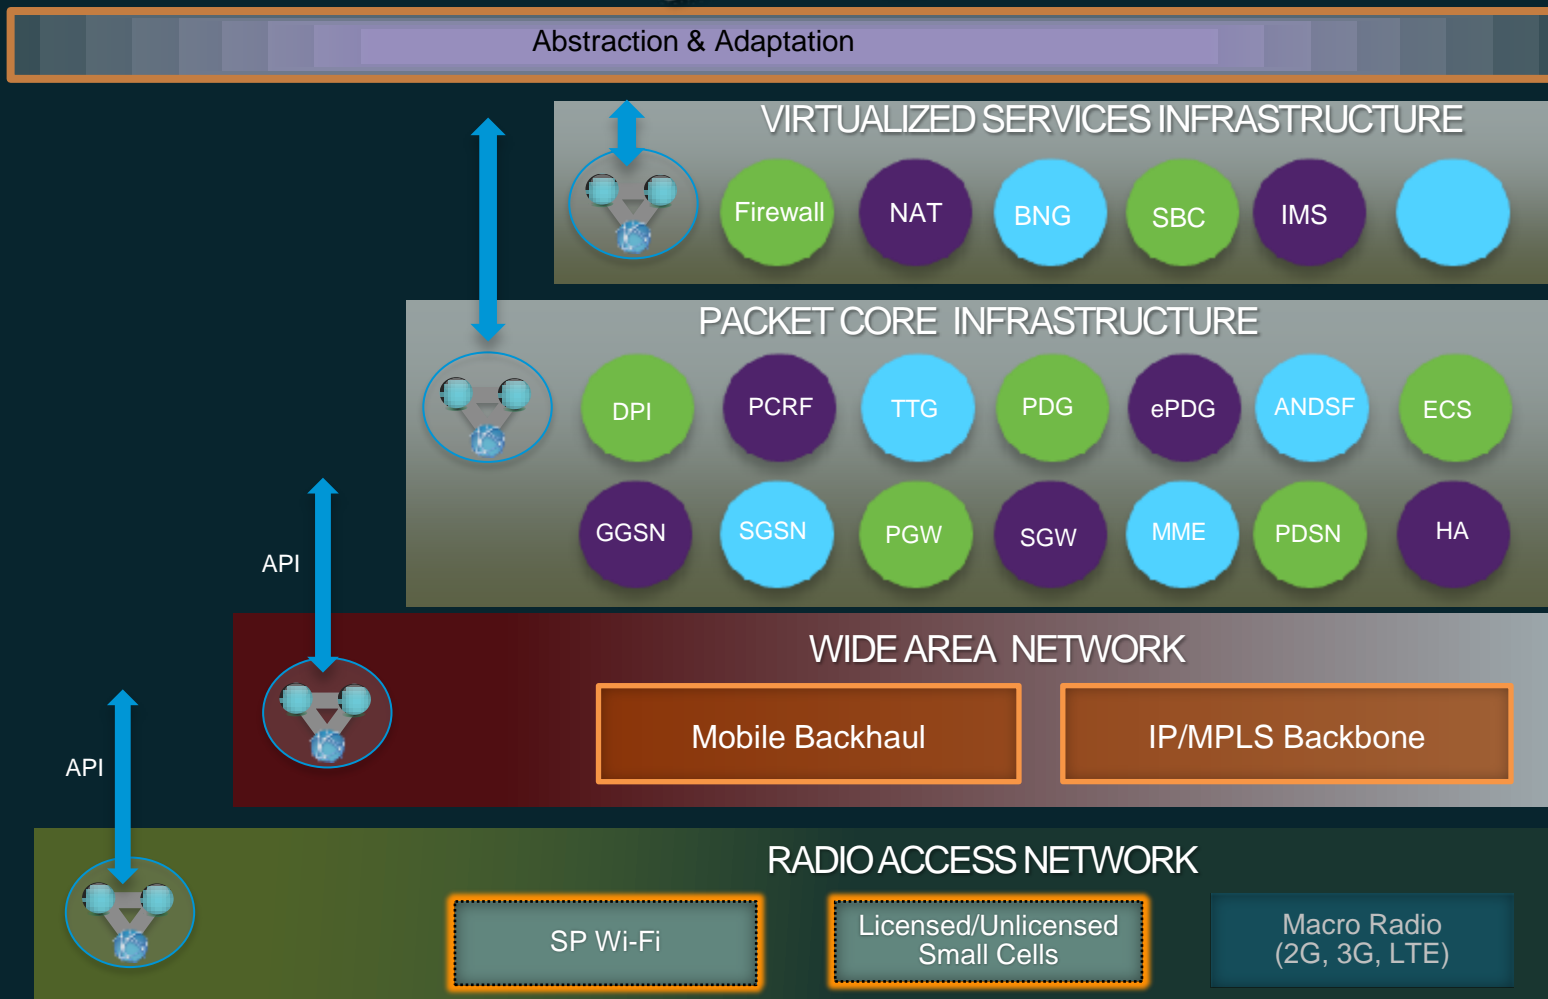 Abstraction & Adaptation
VIRTUALIZED SERVICES INFRASTRUCTURE
Firewall
NAT
BNG
SBC
IMS
PACKET CORE INFRASTRUCTURE
DPI
PCRF
TTG
PDG
ePDG
ANDSF
ECS
GGSN
SGSN
PGW
SGW
MME
PDSN
HA
API
WIDE AREA NETWORK
Mobile Backhaul
IP/MPLS Backbone
API
RADIO ACCESS NETWORK
SP Wi-Fi
Licensed/Unlicensed
Small Cells
Macro Radio
(2G, 3G, LTE)